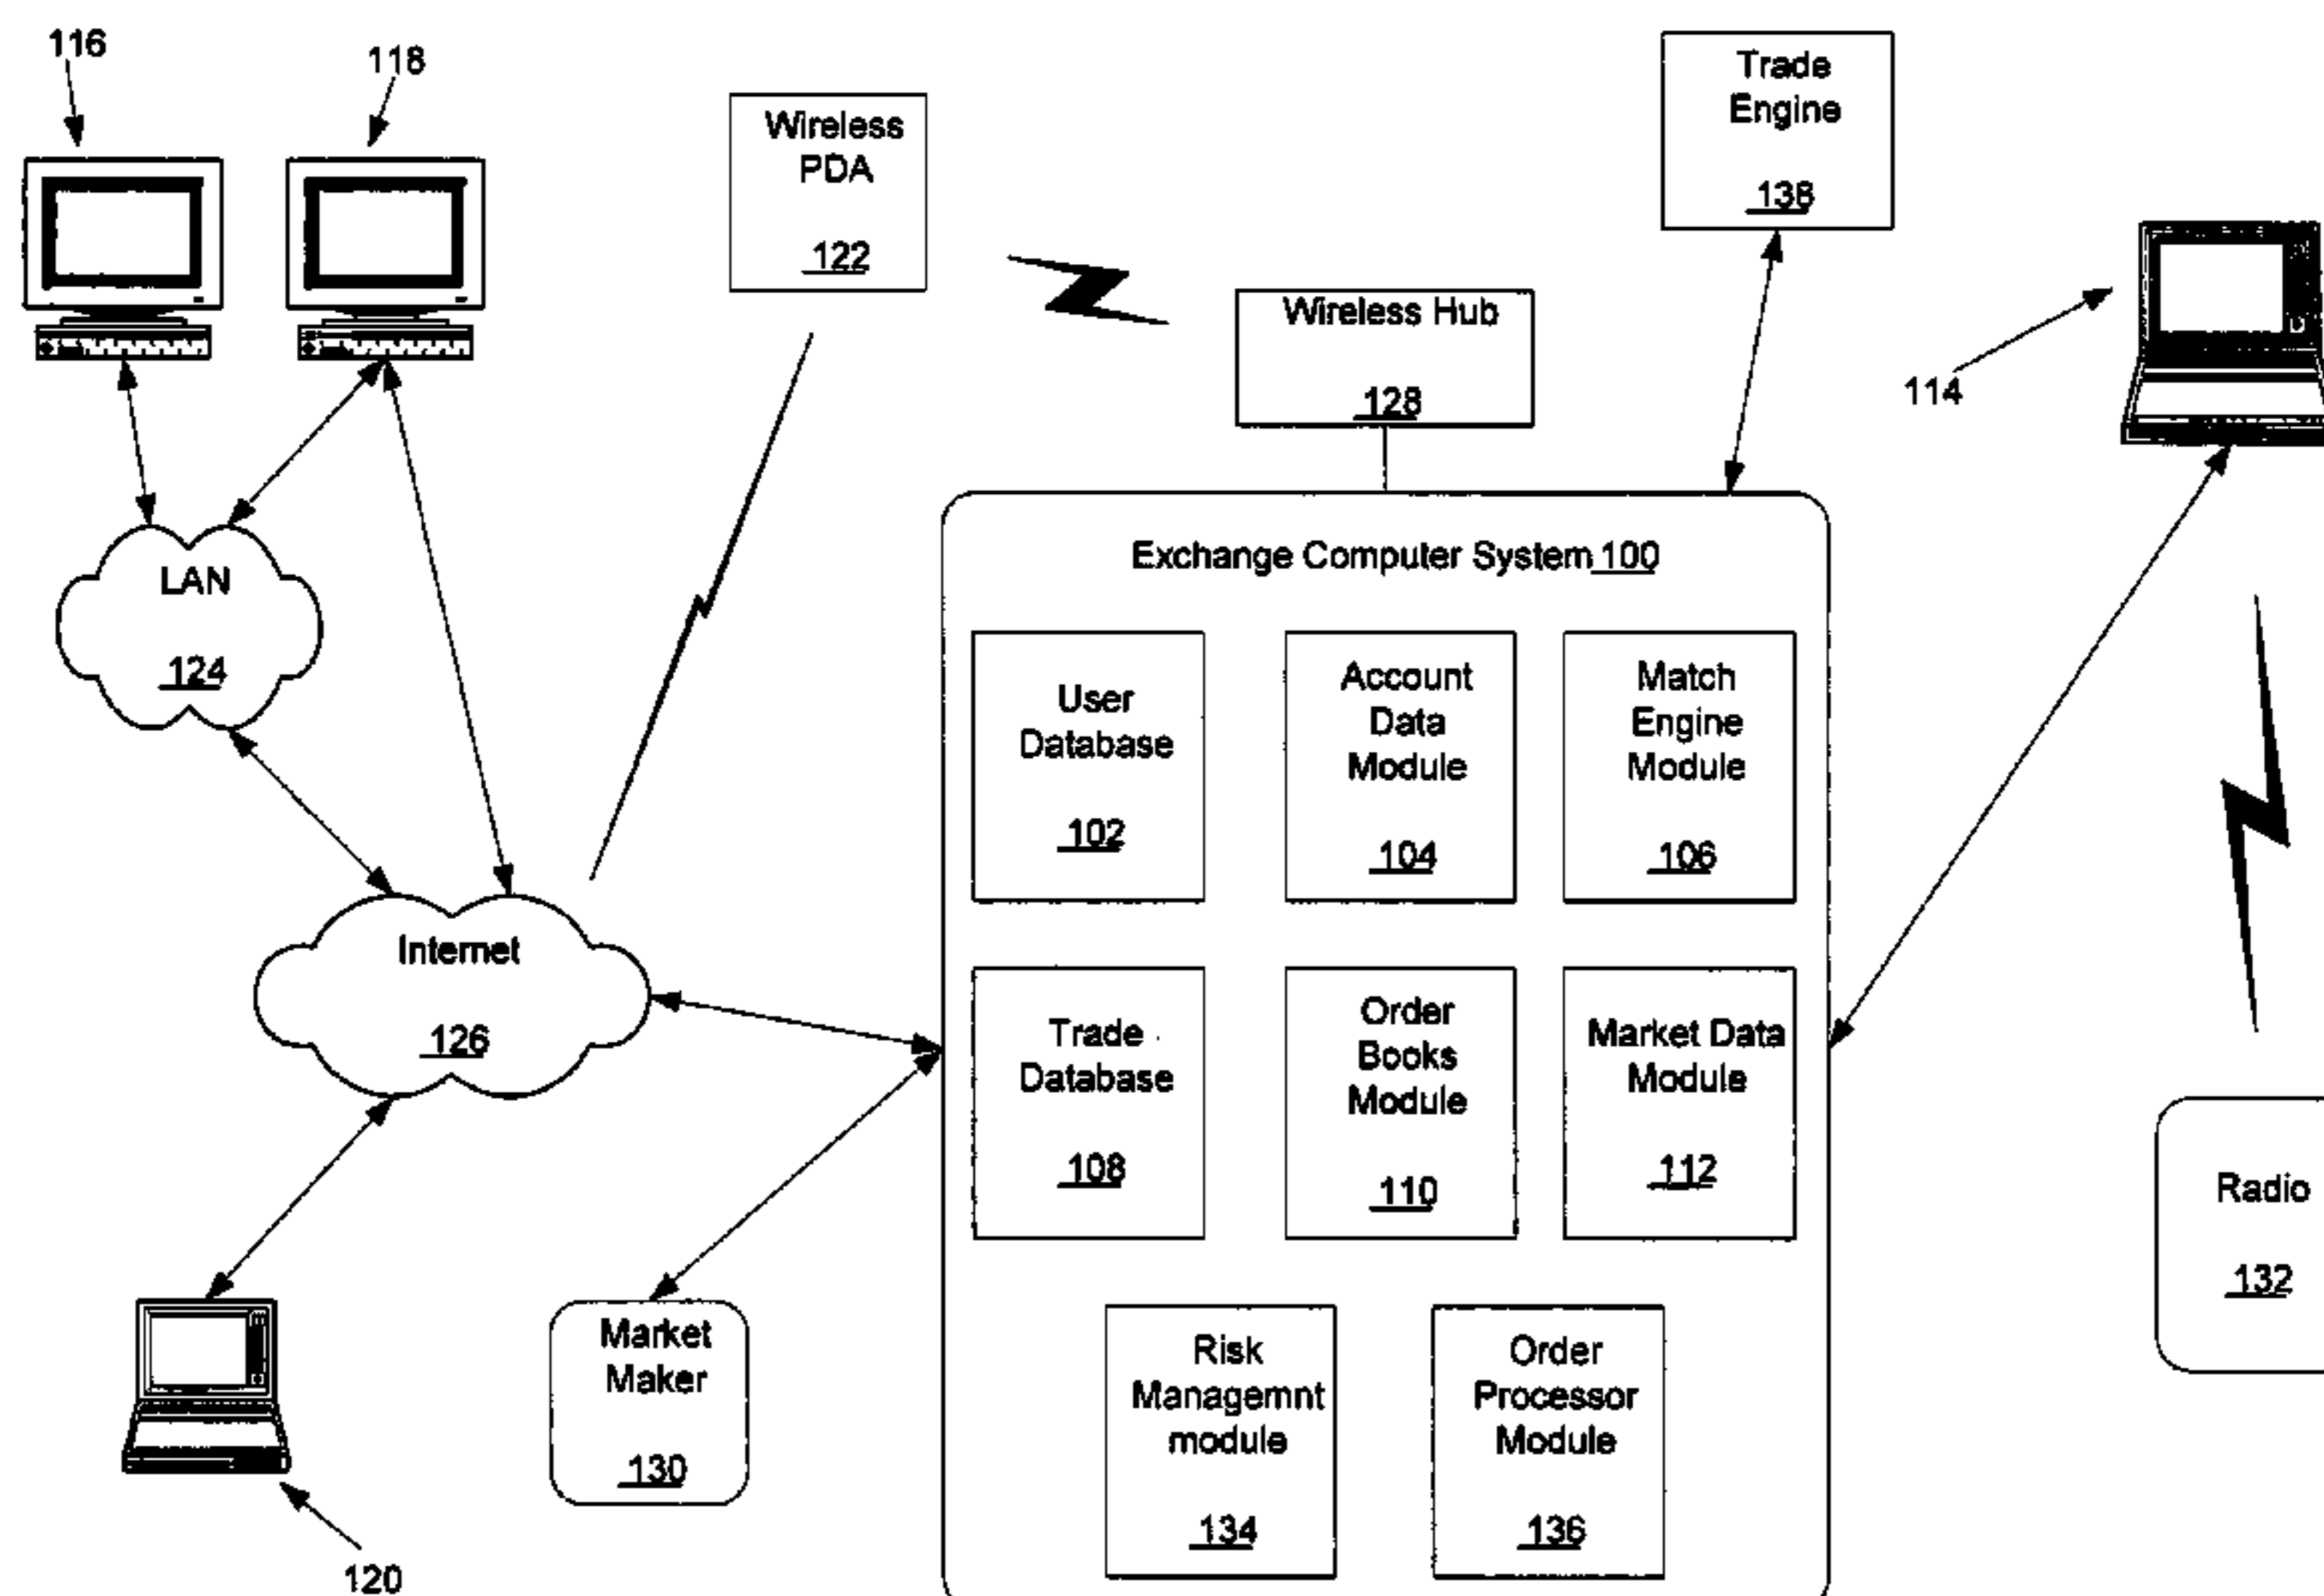 116
118
Wireless
PDA
122
Trade
Engine
138
Wireless Hub
128
114
LAN
124
Exchange Computer System 100
User
Database
102
Account
Data
Module
104
Match
Engine
Module
106
Internet
126
Trade
Database
108
Order
Books
Module
110
Market Data
Module
112
Radio
132
Market
Maker
130
Risk
Managemnt
module
134
Order
Processor
Module
136
120